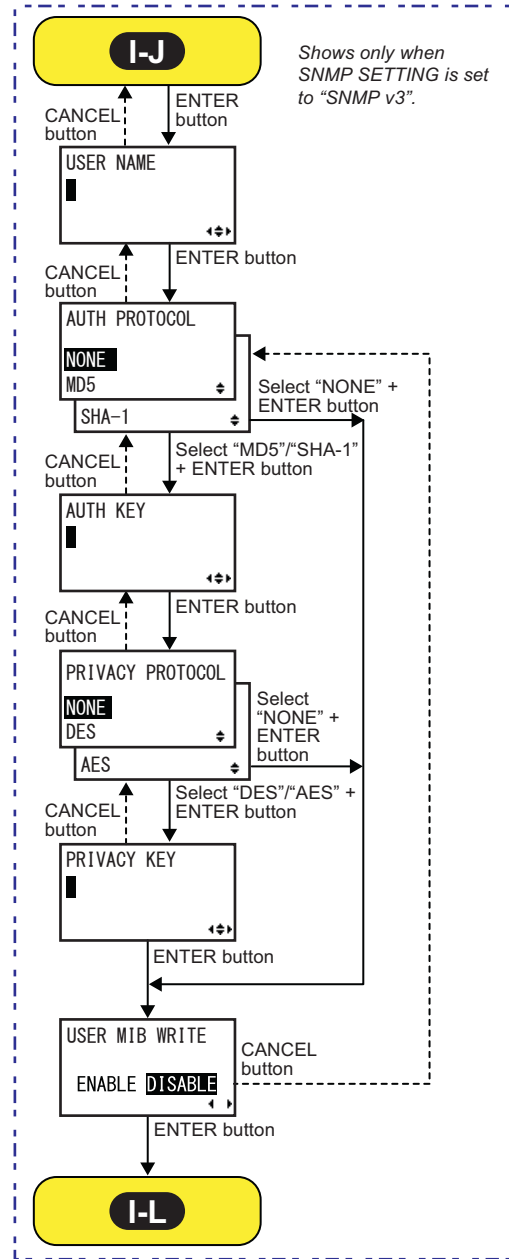 I-J
Shows only when
SNMP SETTING is set
to “SNMP v3”.
CANCEL
button
ENTER
button
USER NAME
CANCEL
button
ENTER button
AUTH PROTOCOL
NONE
MD5
SHA-1
Select “NONE” +
ENTER button
CANCEL
button
Select “MD5”/“SHA-1”
+ ENTER button
AUTH KEY
CANCEL
button
ENTER button
PRIVACY PROTOCOL
NONE
DES
AES
Select
“NONE” +
ENTER
button
CANCEL
button
Select “DES”/“AES” +
ENTER button
PRIVACY KEY
ENTER button
USER MIB WRITE
ENABLE DISABLE
CANCEL
button
ENTER button
I-L